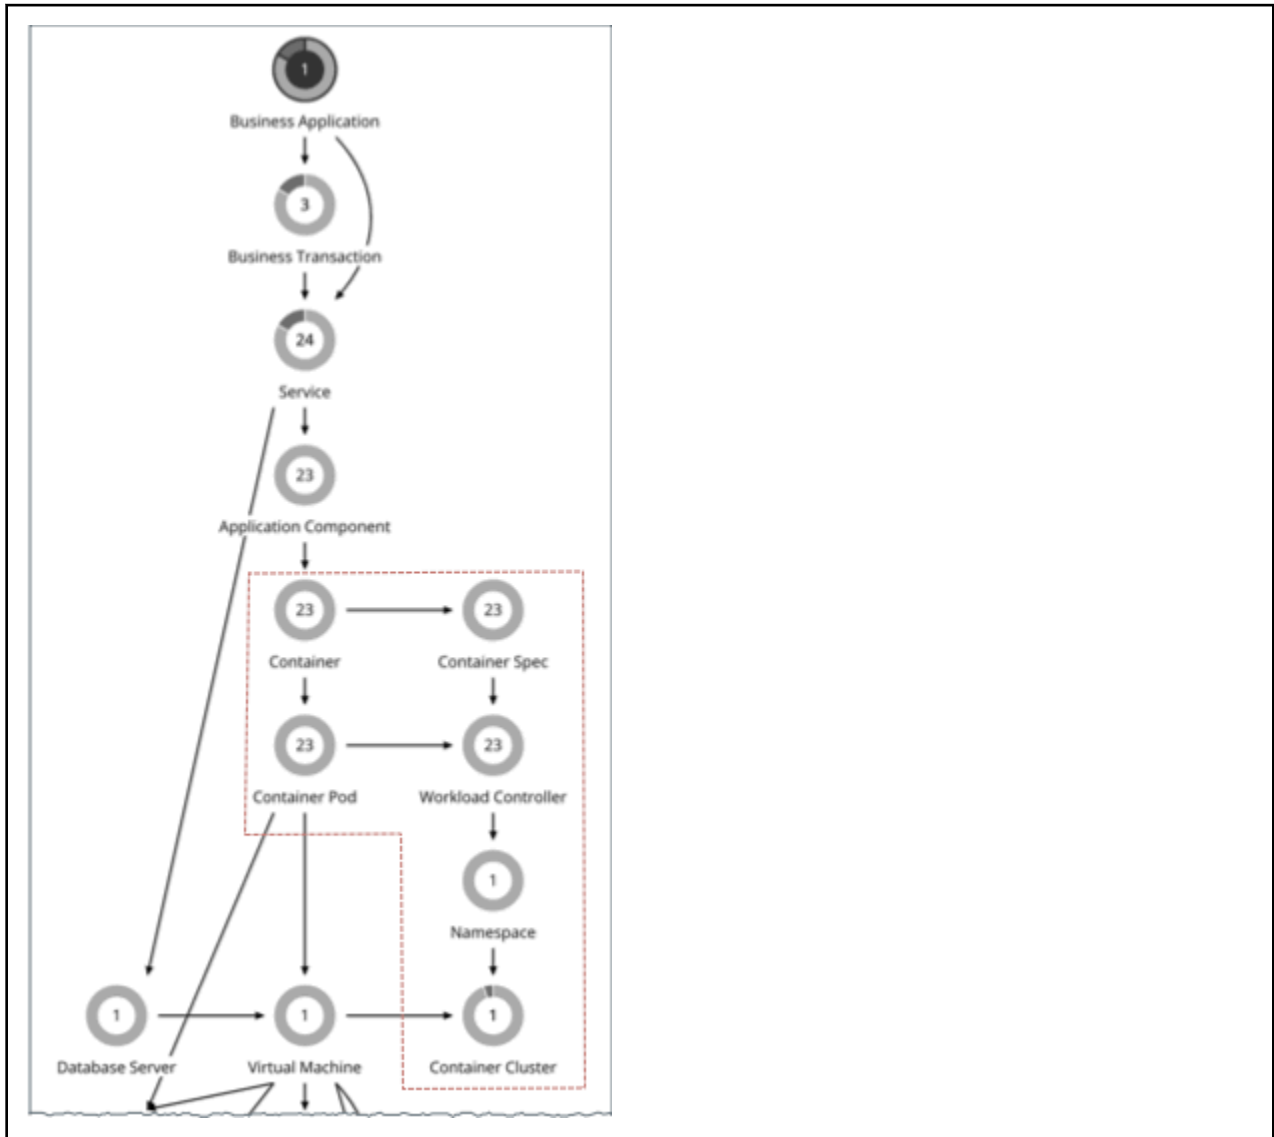 1
Business Application
3
Business Transaction
24
Service
23
Application Component
23 23
Container Container Spec
23 23
Container Pod Workload Controller
1
Namespace
1 1 1
Database Server Virtual Machine Container Cluster